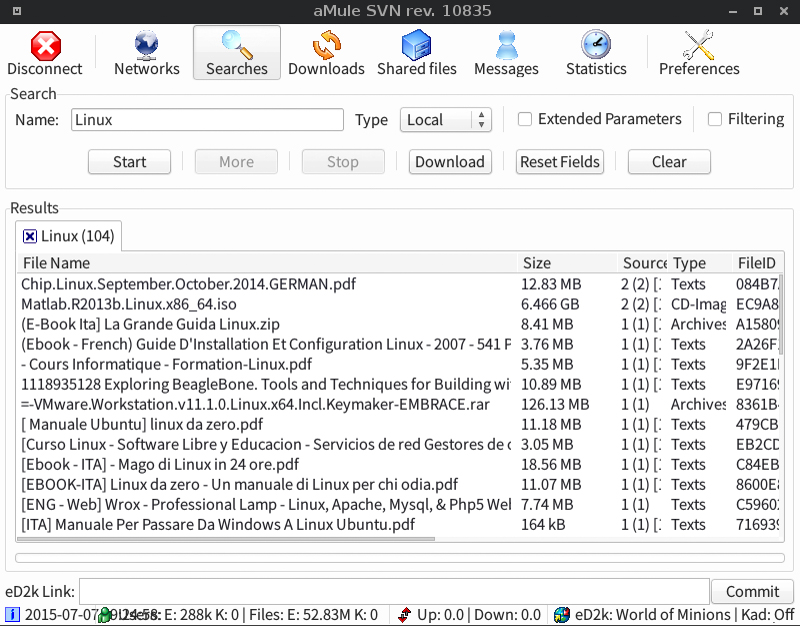 aMule SVN rev. 10835
Disconnect Networks Searches Downloads Shared files Messages Statistics Preferences
Search
Name: Linux Type Local Extended Parameters Filtering
Start More Stop Download Reset Fields Clear
Results
Linux (104)
File Name Size Source Type FileID
Chip.Linux.September.October.2014.GERMAN.pdf 12.83 MB 2 (2) [ Texts 084B7
Matlab.R2013b.Linux.x86_64.iso 6.466 GB 2 (2) [ CD-Imag EC9A8
(E-Book Ita] La Grande Guida Linux.zip 8.41 MB 1 (1) [ Archives A1580
(Ebook - French) Guide D'Installation Et Configuration Linux - 2007 - 541 P 3.76 MB 1 (1) [ Texts 2A26F
- Cours Informatique - Formation-Linux.pdf 5.35 MB 1 (1) [ Texts 9F2E1
1118935128 Exploring BeagleBone. Tools and Techniques for Building wi 10.89 MB 1 (1) [ Texts E9716
=-VMware.Workstation.v11.1.0.Linux.x64.Incl.Keymaker-EMBRACE.rar 126.13 MB 1 (1) Archives 8361B
[ Manuale Ubuntu] linux da zero.pdf 11.18 MB 1 (1) [ Texts 479CB
[Curso Linux - Software Libre y Educacion - Servicios de red Gestores de c 3.05 MB 1 (1) [ Texts EB2CD
[Ebook - ITA] - Mago di Linux in 24 ore.pdf 18.56 MB 1 (1) [ Texts C84EB
[EBOOK-ITA] Linux da zero - Un manuale di Linux per chi odia.pdf 11.07 MB 1 (1) [ Texts 8600E
[ENG - Web] Wrox - Professional Lamp - Linux, Apache, Mysql, & Php5 Wel 7.74 MB 1 (1) Texts C5960
[ITA] Manuale Per Passare Da Windows A Linux Ubuntu.pdf 164 kB 1 (1) [ Texts 71693
eD2k Link: Commit
2015-07-07 Users: E: 288k K: 0 | Files: E: 52.83M K: 0 Up: 0.0 | Down: 0.0 eD2k: World of Minions | Kad: Off